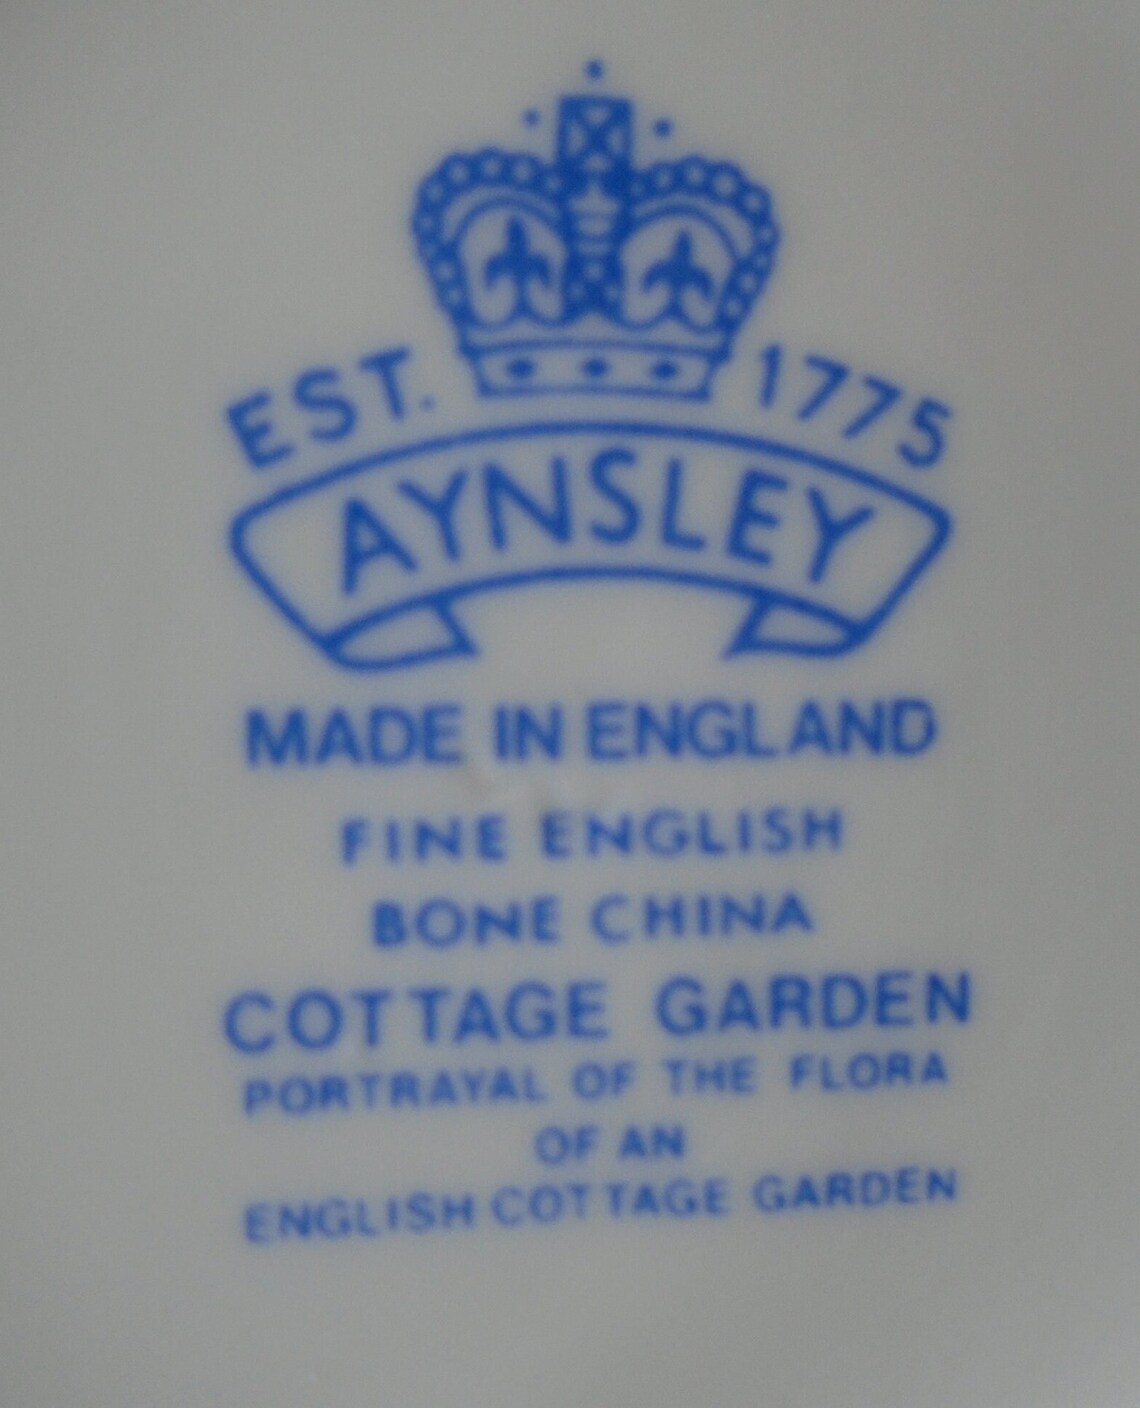 EST. 1775
AYNSLEY
MADE IN ENGLAND
FINE ENGLISH
BONE CHINA
COTTAGE GARDEN
PORTRAYAL OF THE FLORA
OF AN
ENGLISH COTTAGE GARDEN